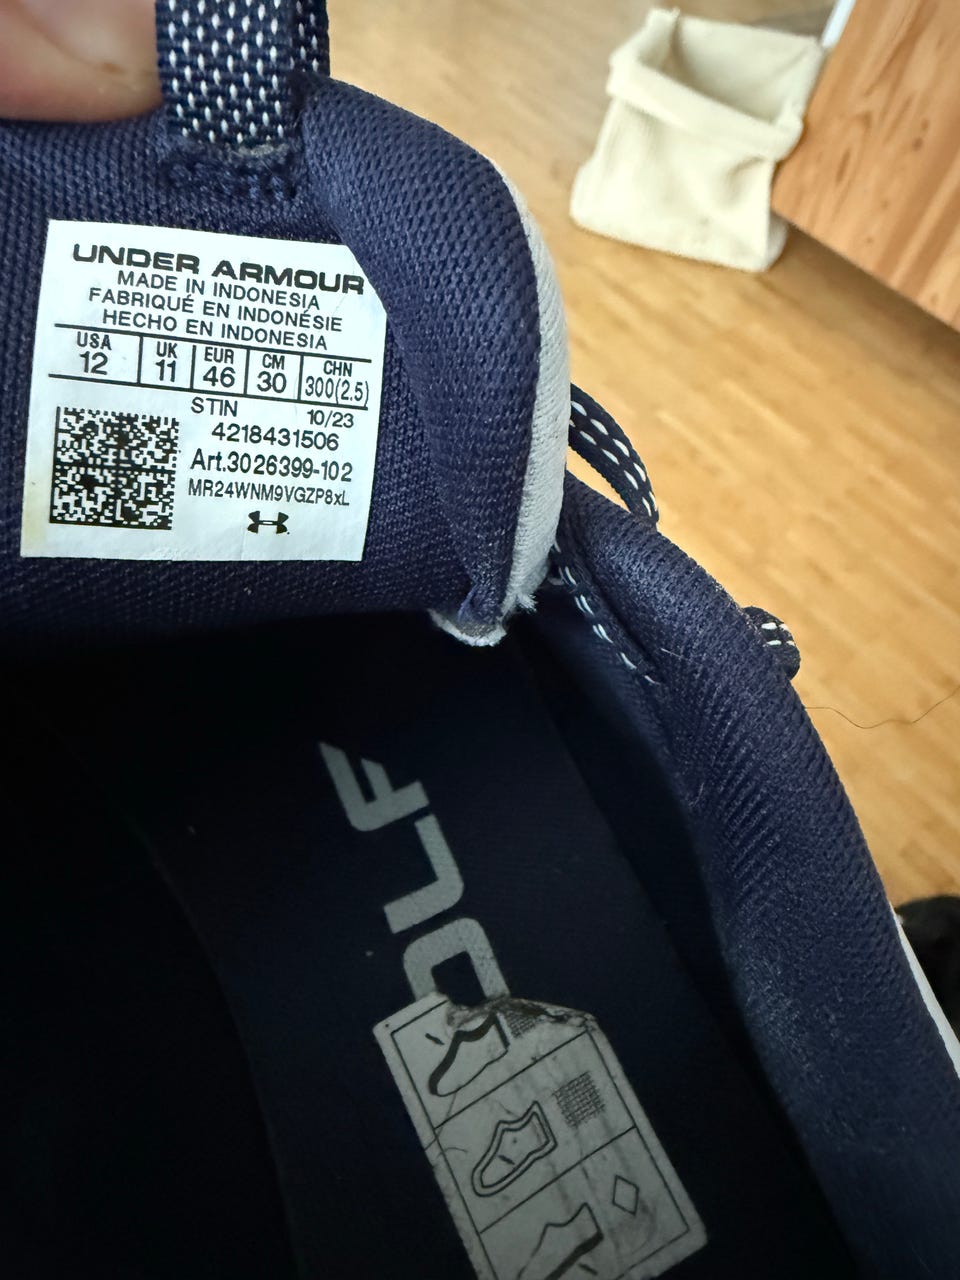 UNDER ARMOUR
MADE IN INDONESIA
FABRIQUÉ EN INDONÉSIE
HECHO EN INDONESIA
USA UK EUR CM CHN
12 11 46 30 300(2.5)
STIN 10/23
4218431506
Art.3026399-102
MR24WNM9VGZP8xL
OLF